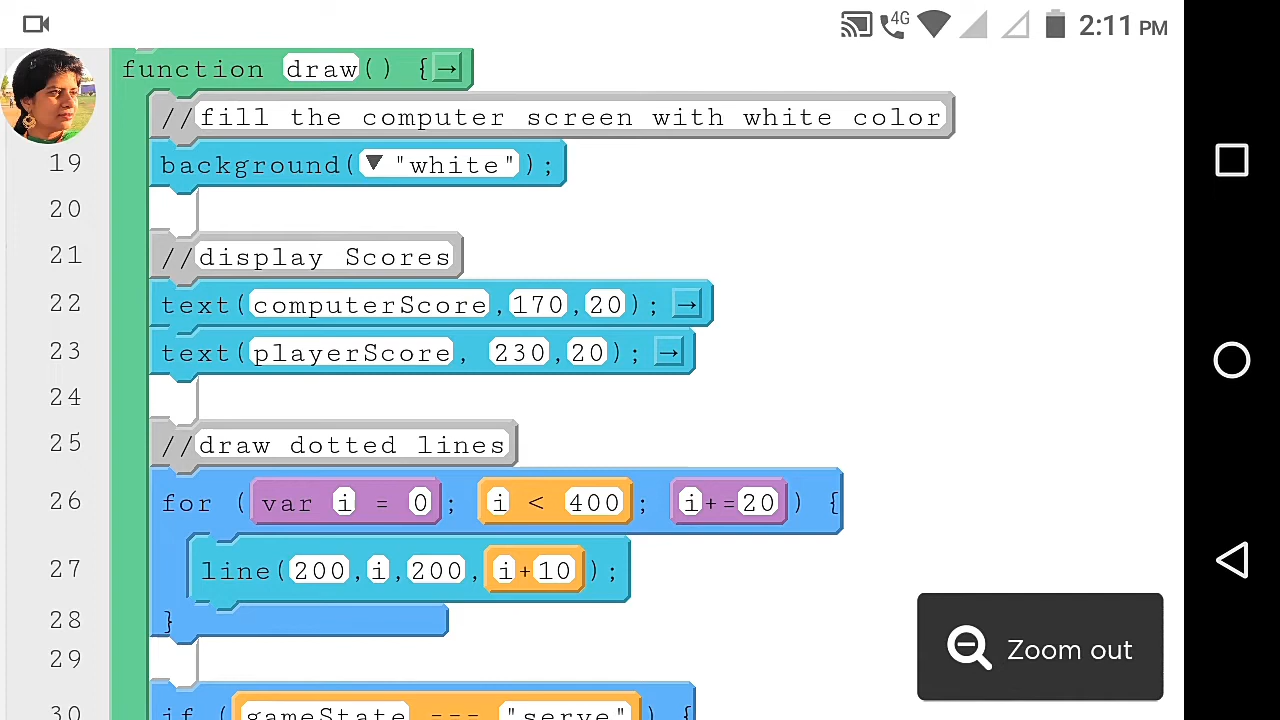 4G 2:11 PM
function draw() {→
//fill the computer screen with white color
19 background(▼ "white");
20
21 //display Scores
22 text(computerScore,170,20); →
23 text(playerScore, 230,20); →
24
25 //draw dotted lines
26 for (var i = 0; i < 400; i+=20) {
27 line(200,i,200,i+10);
28 }
29
30 if (gameState === "serve") {
Zoom out